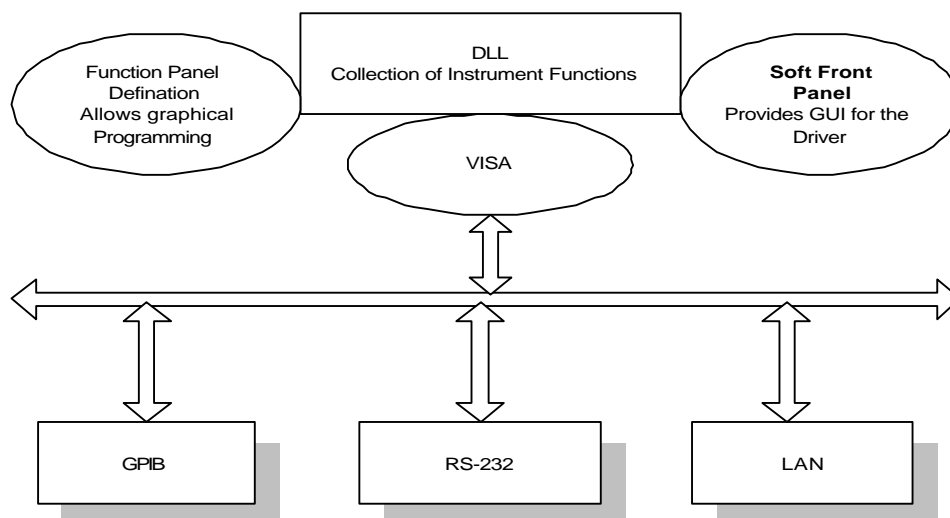 DLL
Collection of Instrument Functions
Function Panel
Defination
Allows graphical
Programming
Soft Front
Panel
Provides GUI for the
Driver
VISA
GPIB
RS-232
LAN